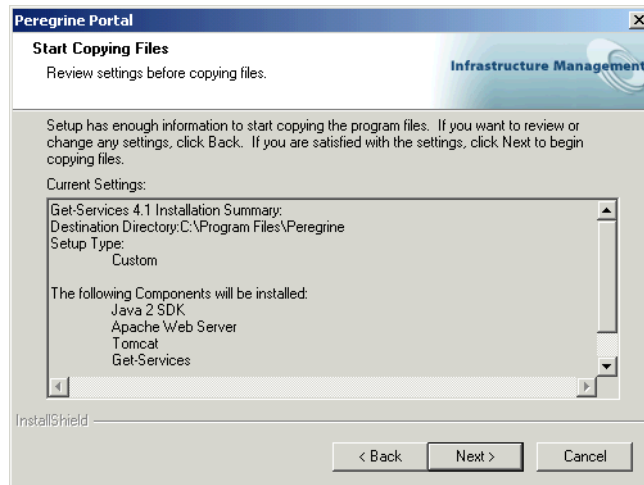 Peregrine Portal
Start Copying Files
Review settings before copying files.
Infrastructure Management
Setup has enough information to start copying the program files. If you want to review or
change any settings, click Back. If you are satisfied with the settings, click Next to begin
copying files.
Current Settings:
Get-Services 4.1 Installation Summary:
Destination Directory:C:\Program Files\Peregrine
Setup Type:
Custom
The following Components will be installed:
Java 2 SDK
Apache Web Server
Tomcat
Get-Services
InstallShield
< Back
Next >
Cancel